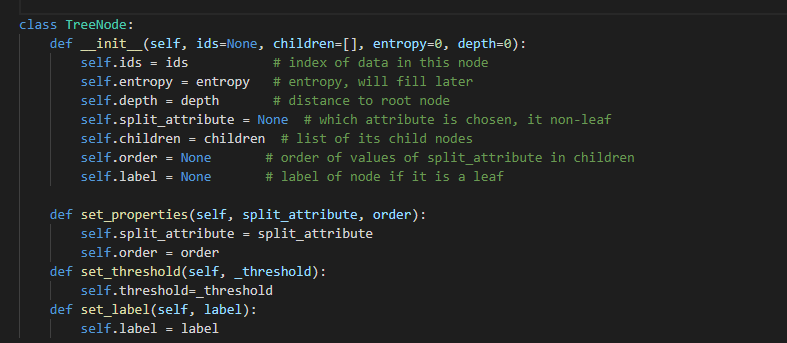 class TreeNode:
    def __init__(self, ids=None, children=[], entropy=0, depth=0):
        self.ids = ids           # index of data in this node
        self.entropy = entropy   # entropy, will fill later
        self.depth = depth       # distance to root node
        self.split_attribute = None  # which attribute is chosen, it non-leaf
        self.children = children  # list of its child nodes
        self.order = None       # order of values of split_attribute in children
        self.label = None       # label of node if it is a leaf

    def set_properties(self, split_attribute, order):
        self.split_attribute = split_attribute
        self.order = order
    def set_threshold(self, _threshold):
        self.threshold=_threshold
    def set_label(self, label):
        self.label = label